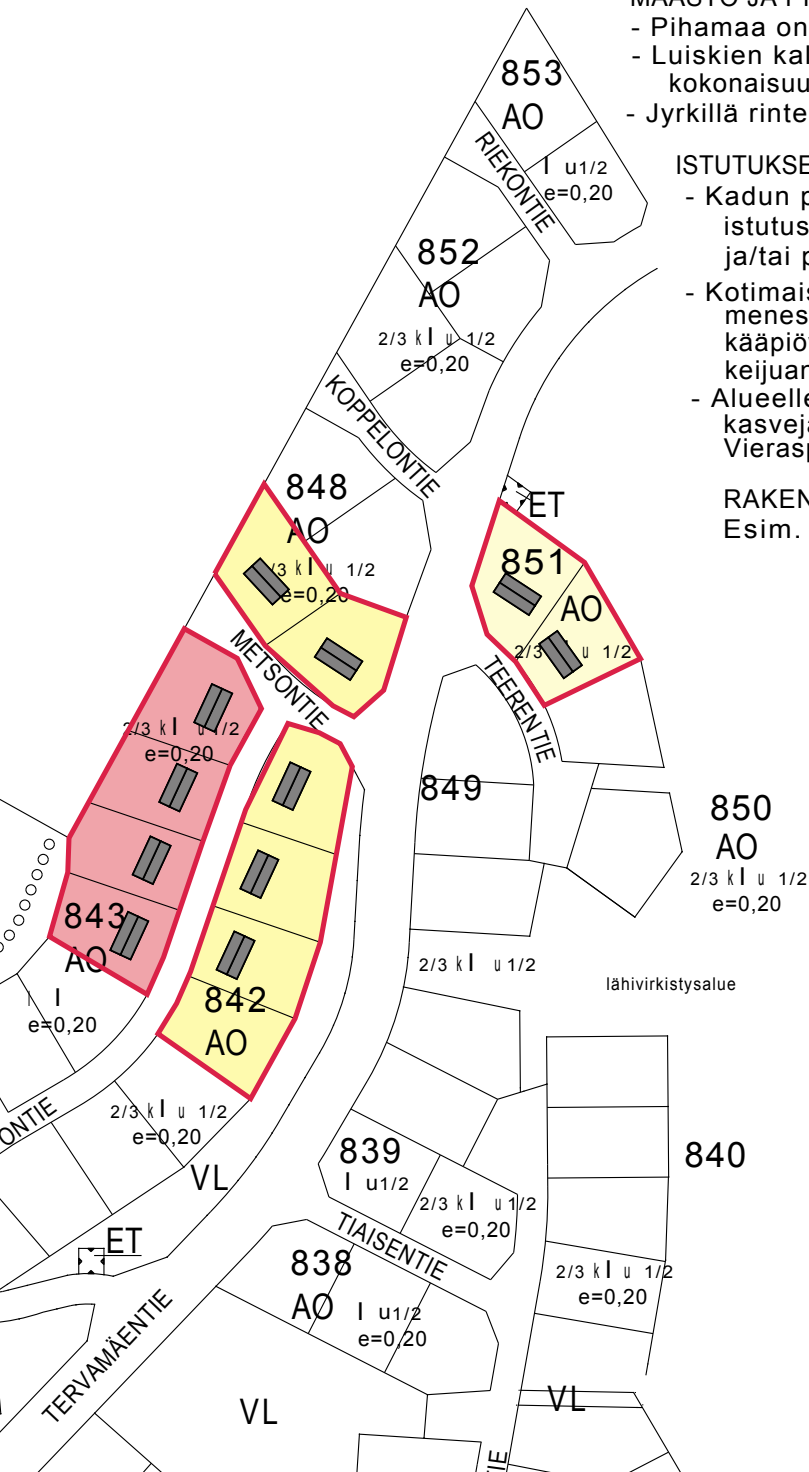 MAASTO JA
- Pihamaa on
- Luiskien
kokonaisuu
- Jyrkillä rinte
ISTUTUKSE
- Kadun p
istutus
ja/tai p
- Kotimais
menes
kääpiö
keijuan
- Alueelle
kasveja
Vierasp
RAKEN
Esim.
853
AO
I u1/2
e=0,20
RIEKONTIE
852
AO
2/3 k I u 1/2
e=0,20
KOPPELONTIE
848
AO
/3 k I u 1/2
e=0,20
ET
851
AO
2/3 u 1/2
METSONTIE
TEERENTIE
2/3 k I u 1/2
e=0,20
849
850
AO
2/3 k I u 1/2
e=0,20
843
AO
I
e=0,20
2/3 k I u 1/2
lähivirkistysalue
842
AO
2/3 k I u 1/2
e=0,20
ONTIE
VL
839
I u1/2
2/3 k I u 1/2
e=0,20
840
TIAISENTIE
ET
838
AO
I u1/2
e=0,20
2/3 k I u 1/2
e=0,20
TERVAMÄENTIE
VL
VL
IE